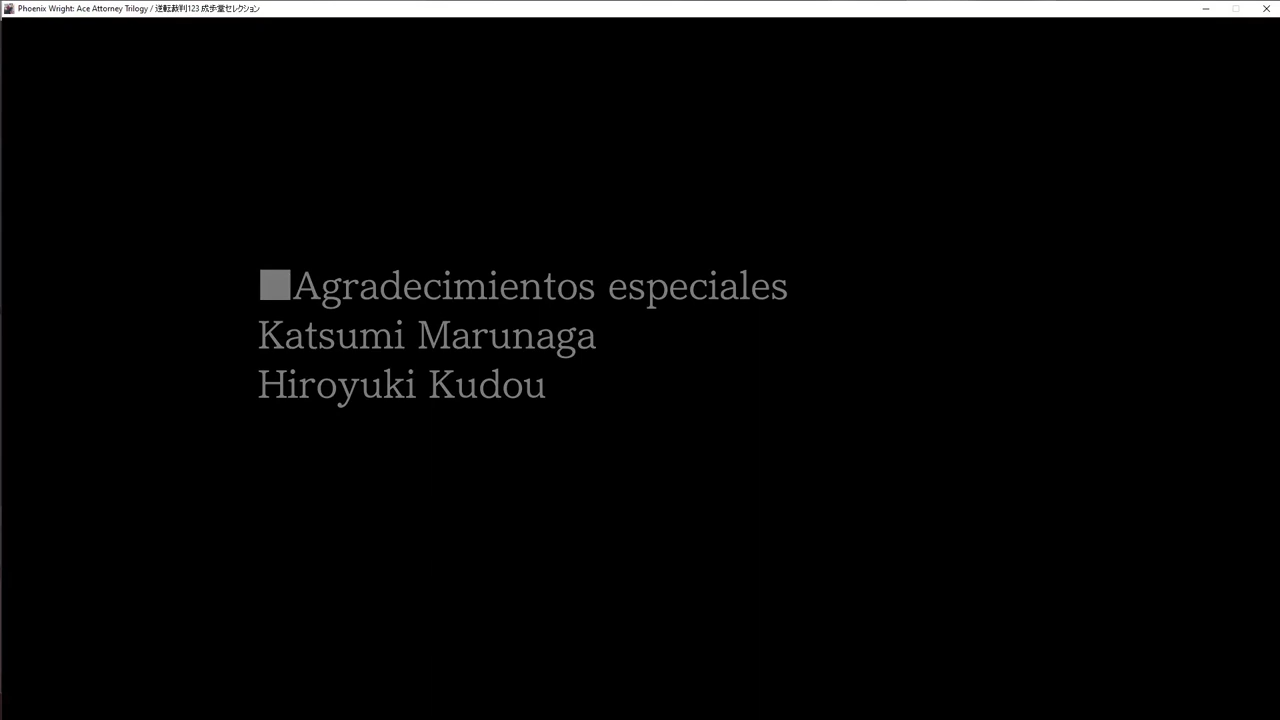 Phoenix Wright: Ace Attorney Trilogy / 逆転裁判123 成歩堂セレクション
■Agradecimientos especiales
Katsumi Marunaga
Hiroyuki Kudou